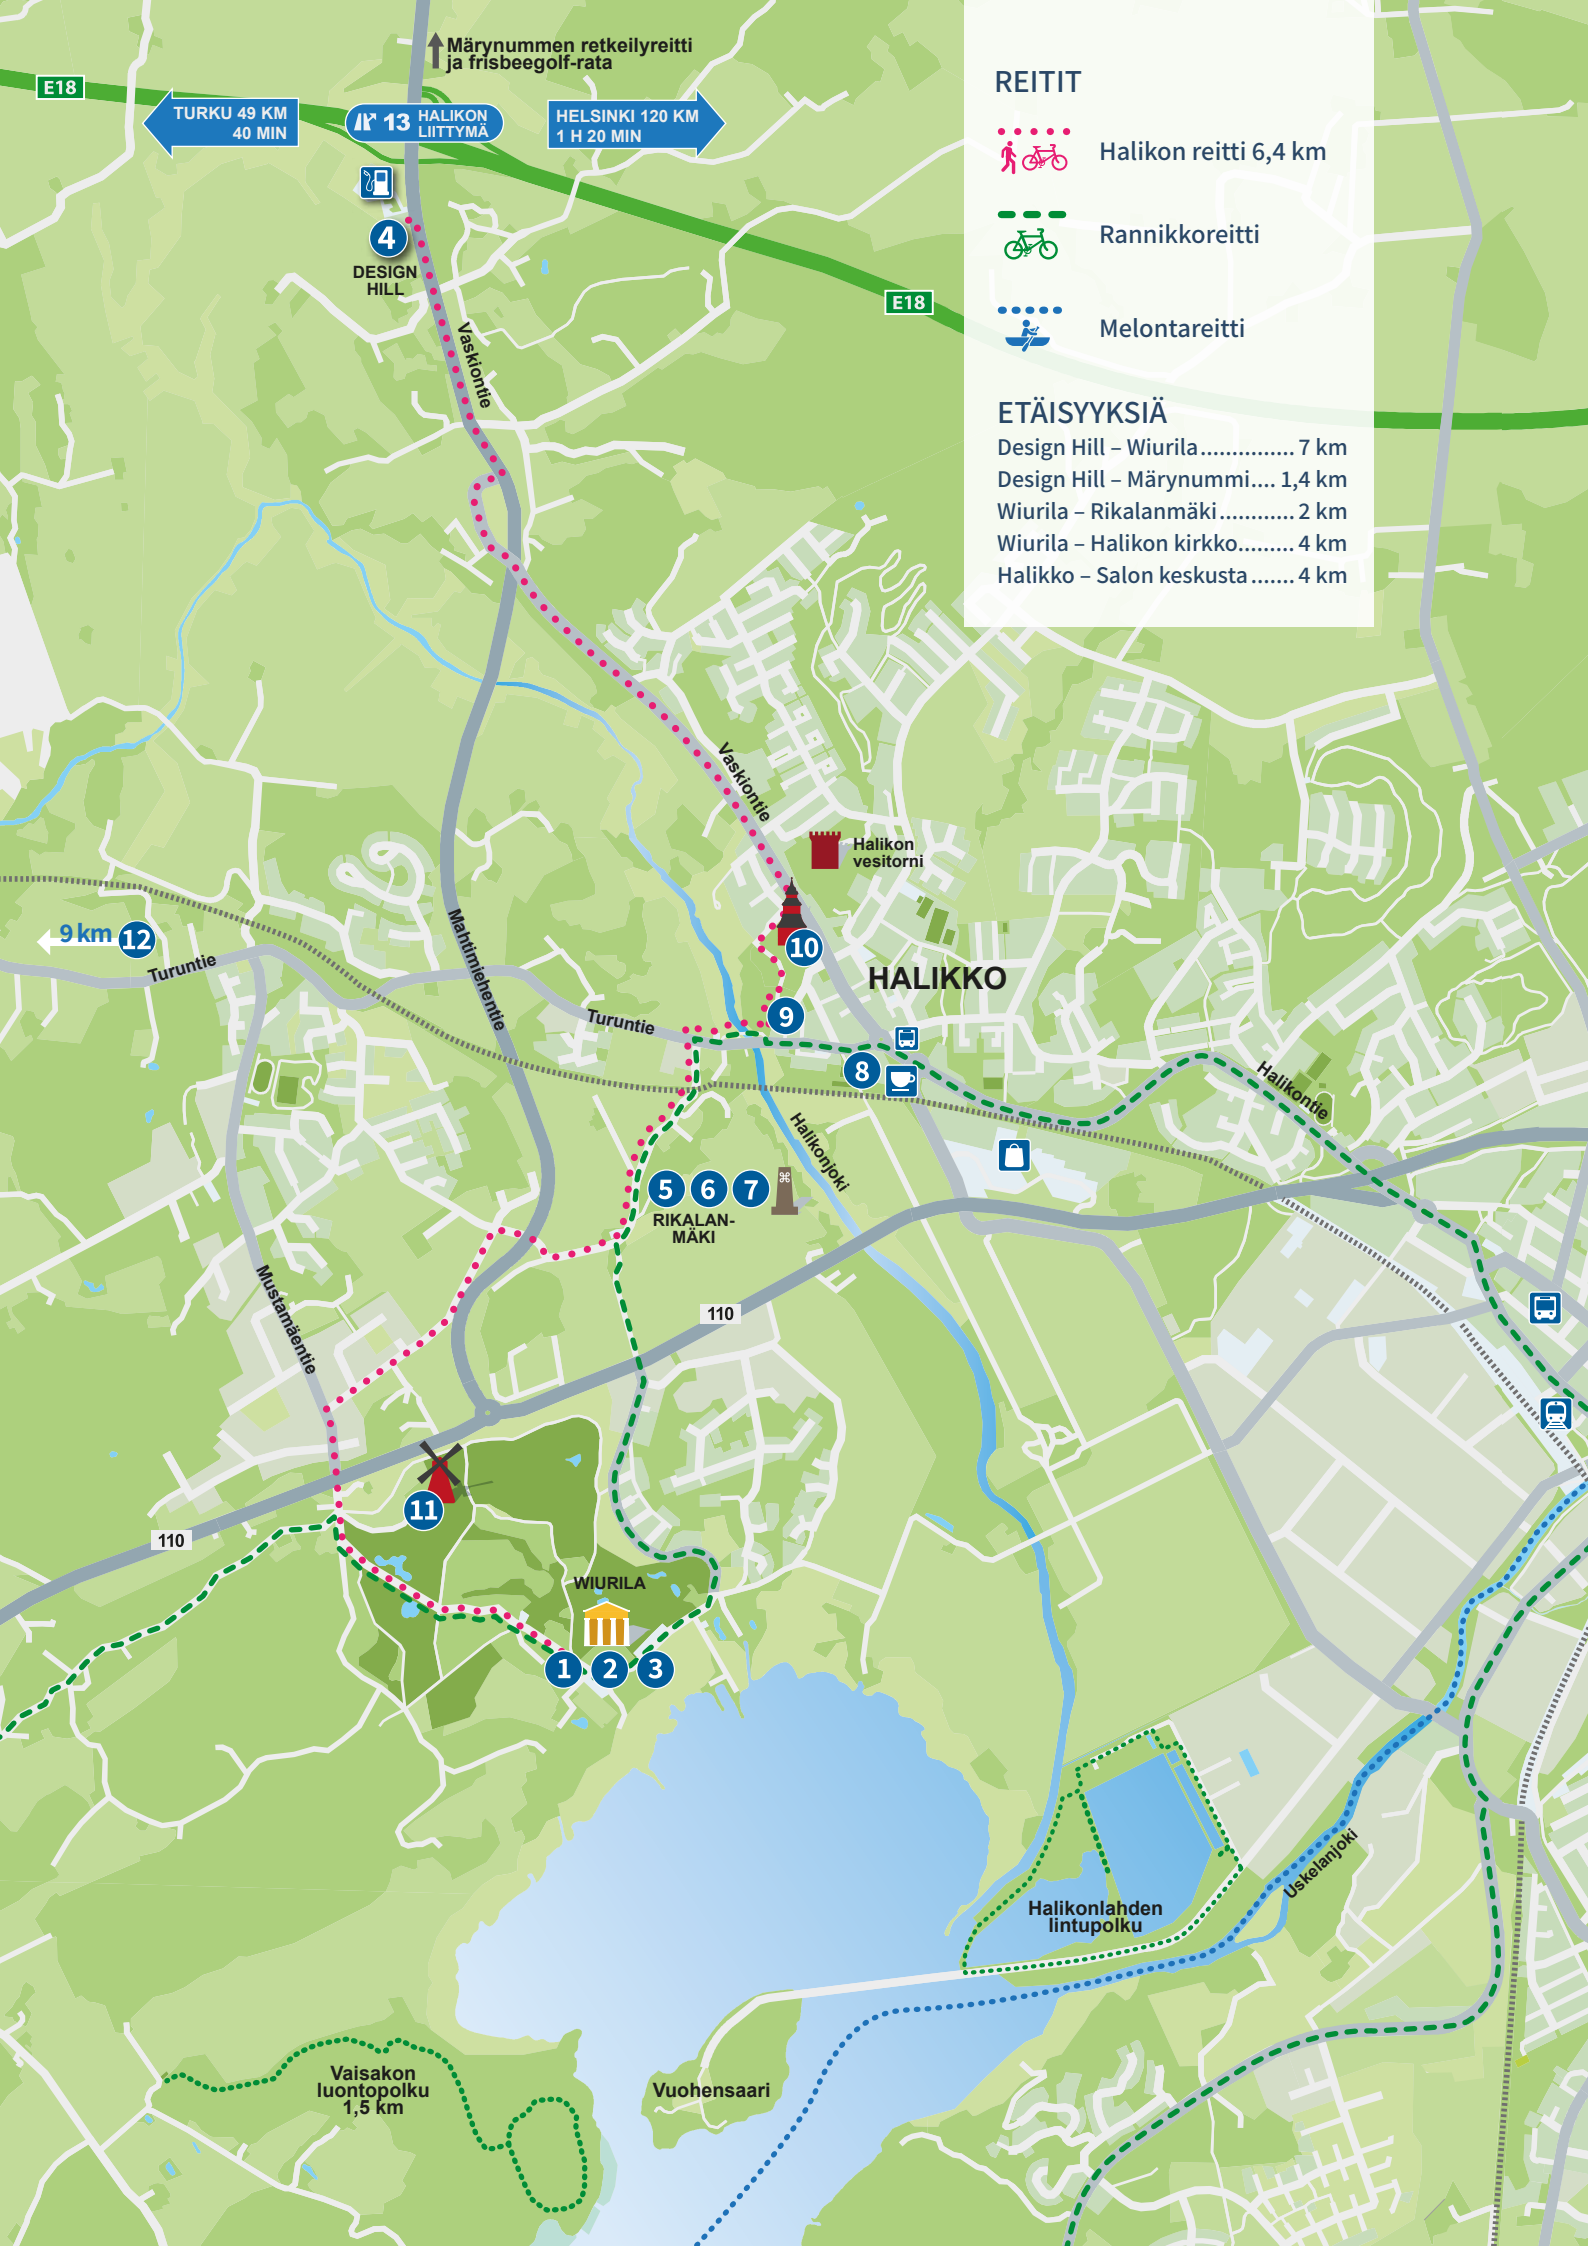 Märynummen retkeilyreitti
ja frisbeegolf-rata
E18
TURKU 49 KM
40 MIN
13 HALIKON
LIITTYMÄ
HELSINKI 120 KM
1 H 20 MIN
4
DESIGN
HILL
E18
REITIT
Halikon reitti 6,4 km
Rannikkoreitti
Melontareitti
ETÄISYYKSIÄ
Design Hill – Wiurila............... 7 km
Design Hill – Märynummi.... 1,4 km
Wiurila – Rikalanmäki............ 2 km
Wiurila – Halikon kirkko......... 4 km
Halikko – Salon keskusta....... 4 km
Vaskiontie
Vaskiontie
Halikon
vesitorni
9 km 12
Turuntie
Mahtimiehentie
10
HALIKKO
9
Turuntie
8
Halikontie
Halikonjoki
5 6 7
RIKALAN-
MÄKI
⌘
Mustamäentie
110
11
110
WIURILA
1 2 3
Uskelanjoki
Halikonlahden
lintupolku
Vaisakon
luontopolku
1,5 km
Vuohensaari